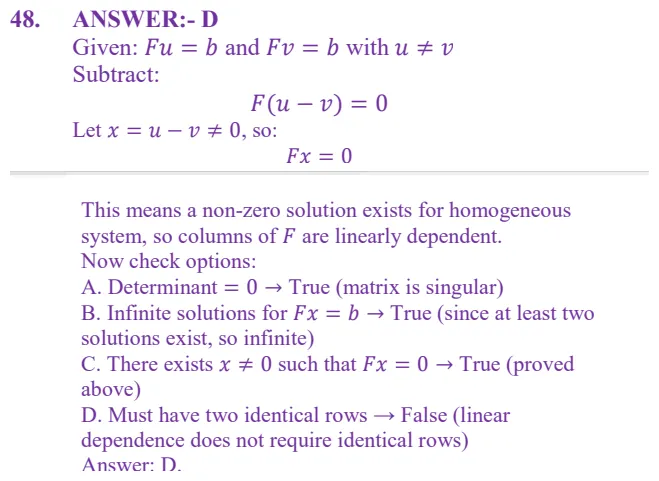 48. ANSWER:- D
Given: Fu = b and Fv = b with u ≠ v
Subtract:
F(u − v) = 0
Let x = u − v ≠ 0, so:
Fx = 0
This means a non-zero solution exists for homogeneous
system, so columns of F are linearly dependent.
Now check options:
A. Determinant = 0 → True (matrix is singular)
B. Infinite solutions for Fx = b → True (since at least two
solutions exist, so infinite)
C. There exists x ≠ 0 such that Fx = 0 → True (proved
above)
D. Must have two identical rows → False (linear
dependence does not require identical rows)
Answer: D.